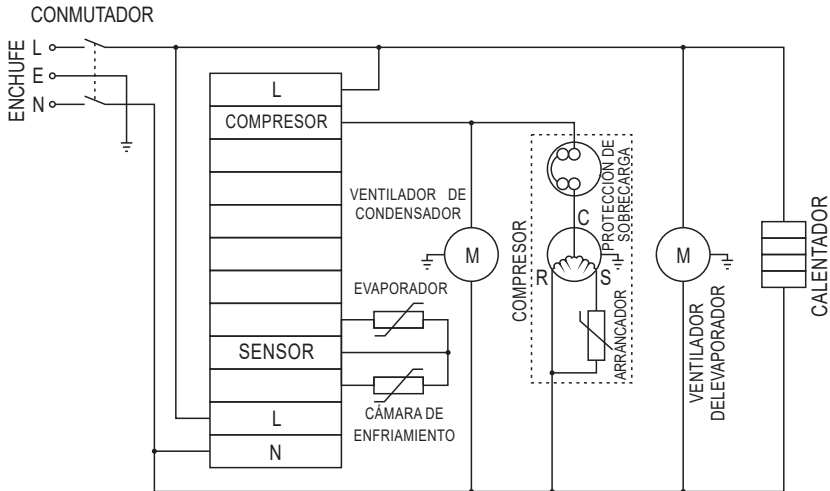 CONMUTADOR
ENCHUFE
L
E
N
L
COMPRESOR
SENSOR
L
N
VENTILADOR DE
CONDENSADOR
M
EVAPORADOR
CÁMARA DE
ENFRIAMIENTO
COMPRESOR
PROTECCIÓN DE
SOBRECARGA
C
R
S
ARRANCADOR
M
VENTILADOR
DELEVAPORADOR
CALENTADOR